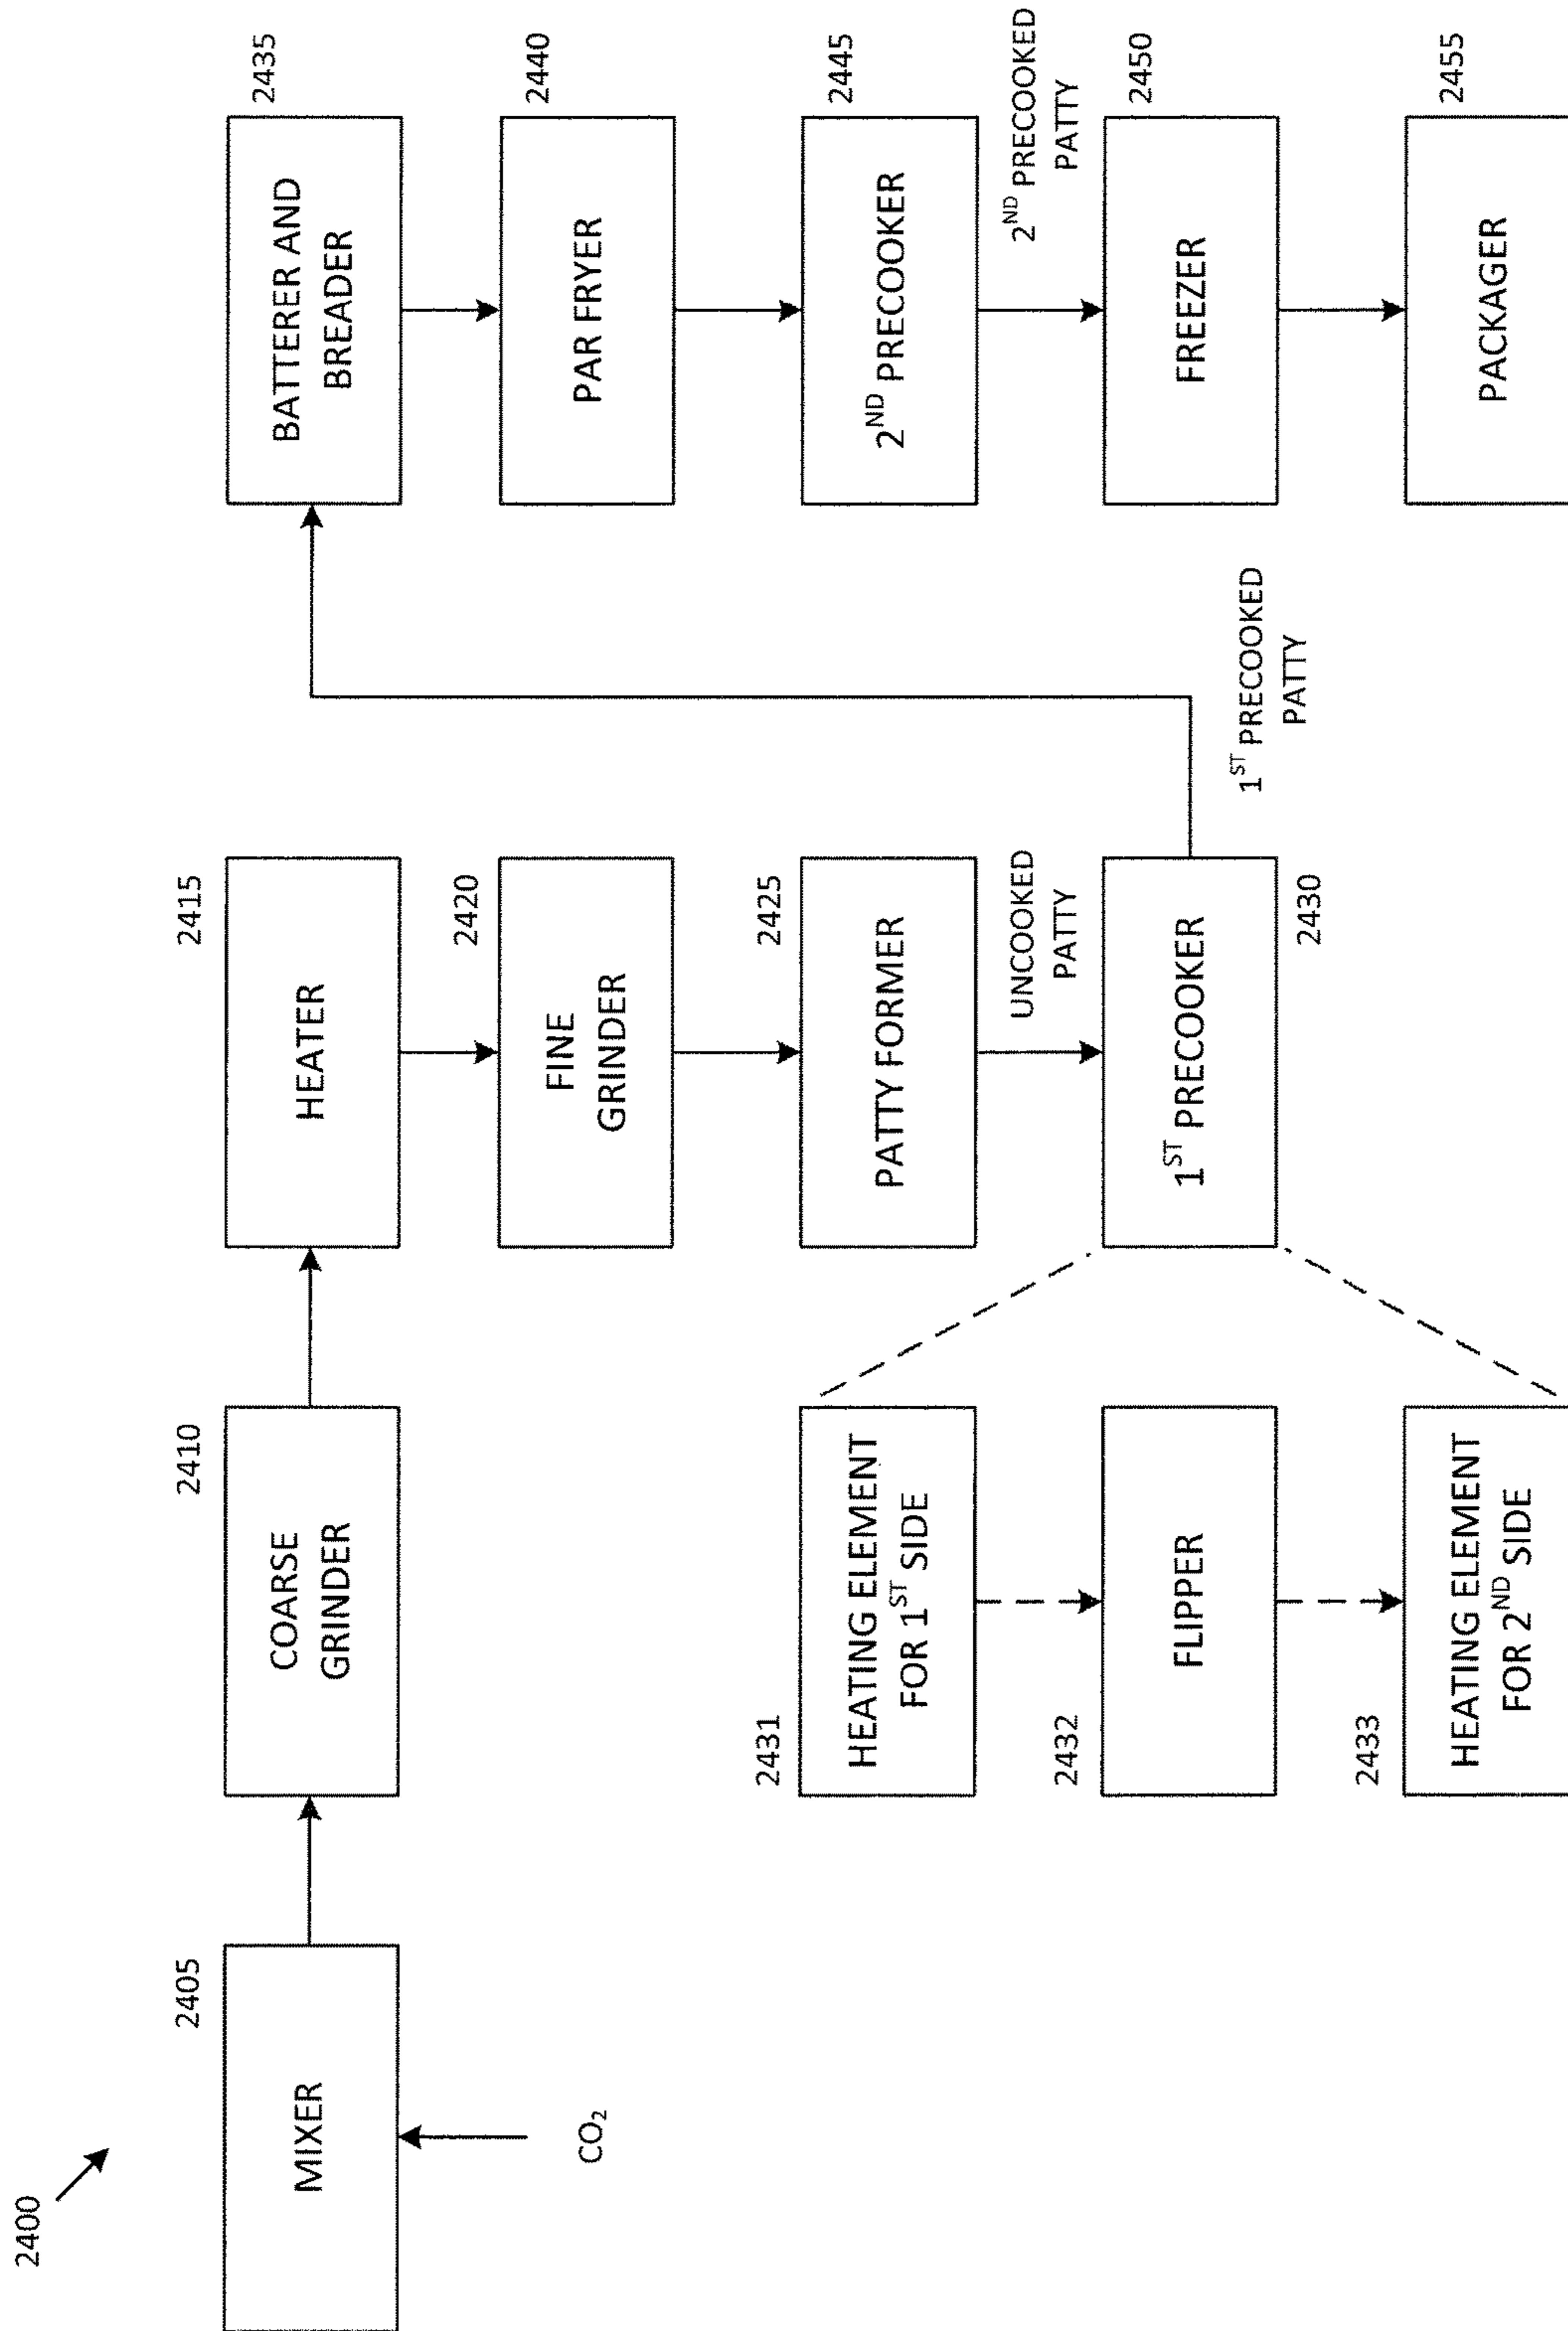 2400
2405
MIXER
CO₂
2410
COARSE
GRINDER
2415
HEATER
2420
FINE
GRINDER
2425
PATTY FORMER
UNCOOKED
PATTY
1ST PRECOOKER
2430
2431
HEATING ELEMENT
FOR 1ST SIDE
2432
FLIPPER
2433
HEATING ELEMENT
FOR 2ND SIDE
1ST PRECOOKED
PATTY
2435
BATTERER AND
BREADER
2440
PAR FRYER
2445
2ND PRECOOKER
2ND PRECOOKED
PATTY
2450
FREEZER
2455
PACKAGER